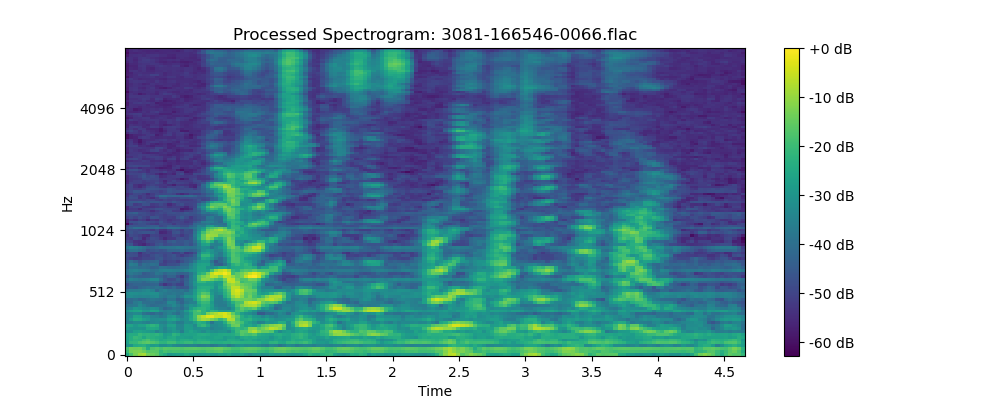 Processed Spectrogram: 3081-166546-0066.flac
+0 dB
4096
-10 dB
-20 dB
2048
Hz
-30 dB
1024
-40 dB
512
-50 dB
0
-60 dB
0 0.5 1 1.5 2 2.5 3 3.5 4 4.5
Time